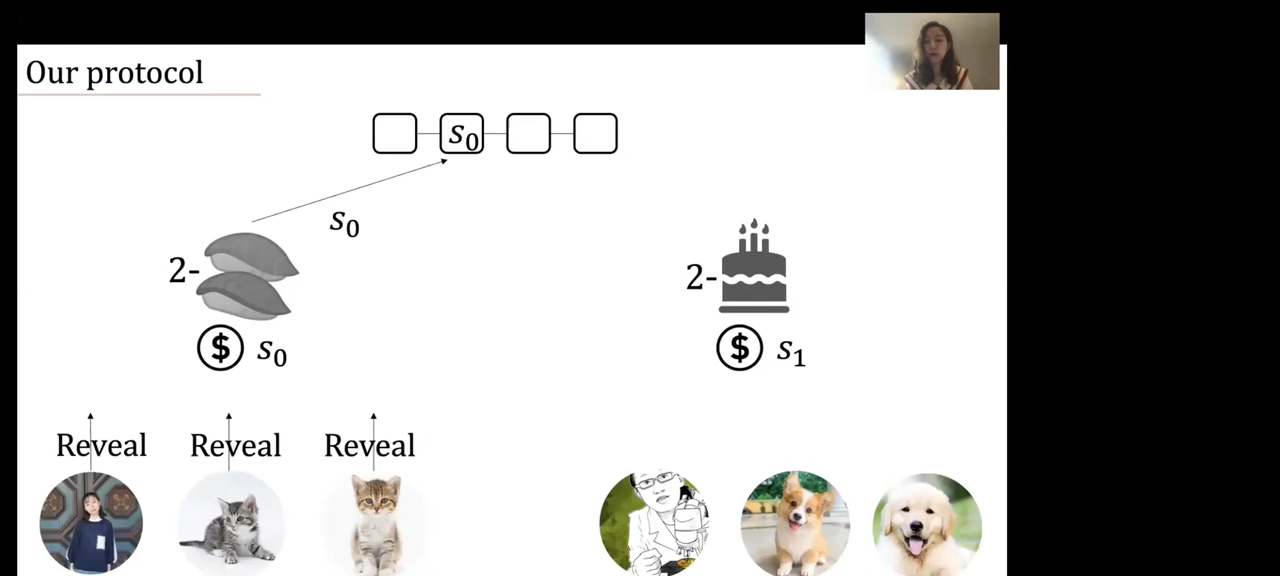 Our protocol
s₀
s₀
2-
2-
$ s₀
$ s₁
Reveal Reveal Reveal